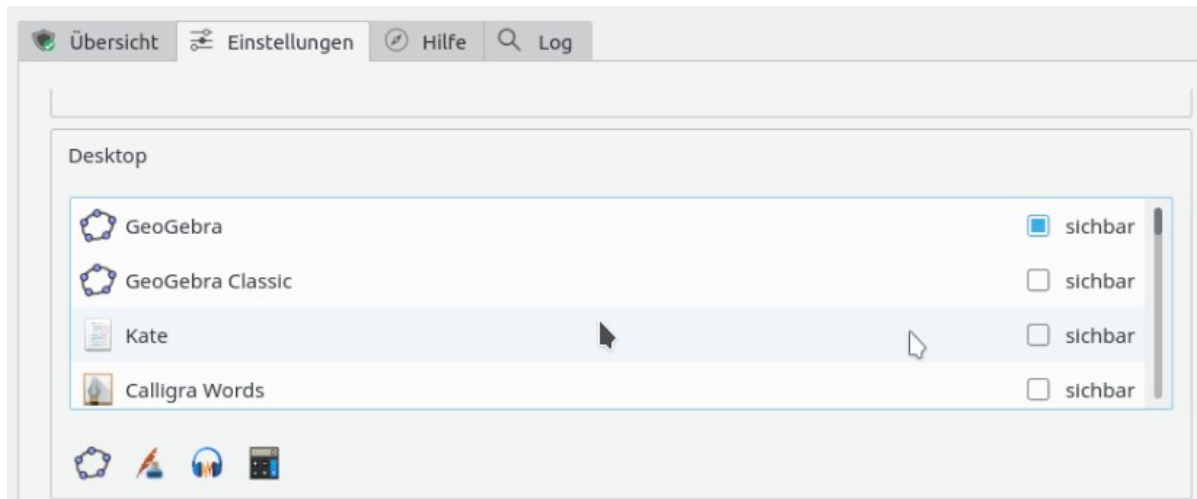 Übersicht Einstellungen Hilfe Log
Desktop
GeoGebra sichbar
GeoGebra Classic sichbar
Kate sichbar
Calligra Words sichbar